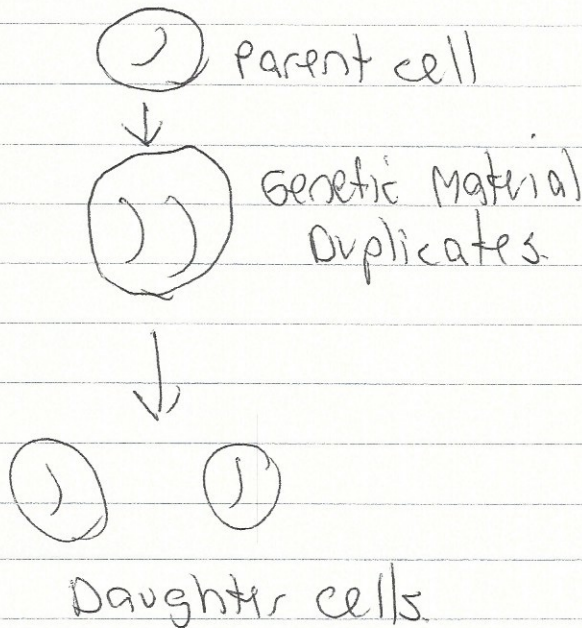 Parent cell
Genetic Material
Duplicates.
Daughter cells